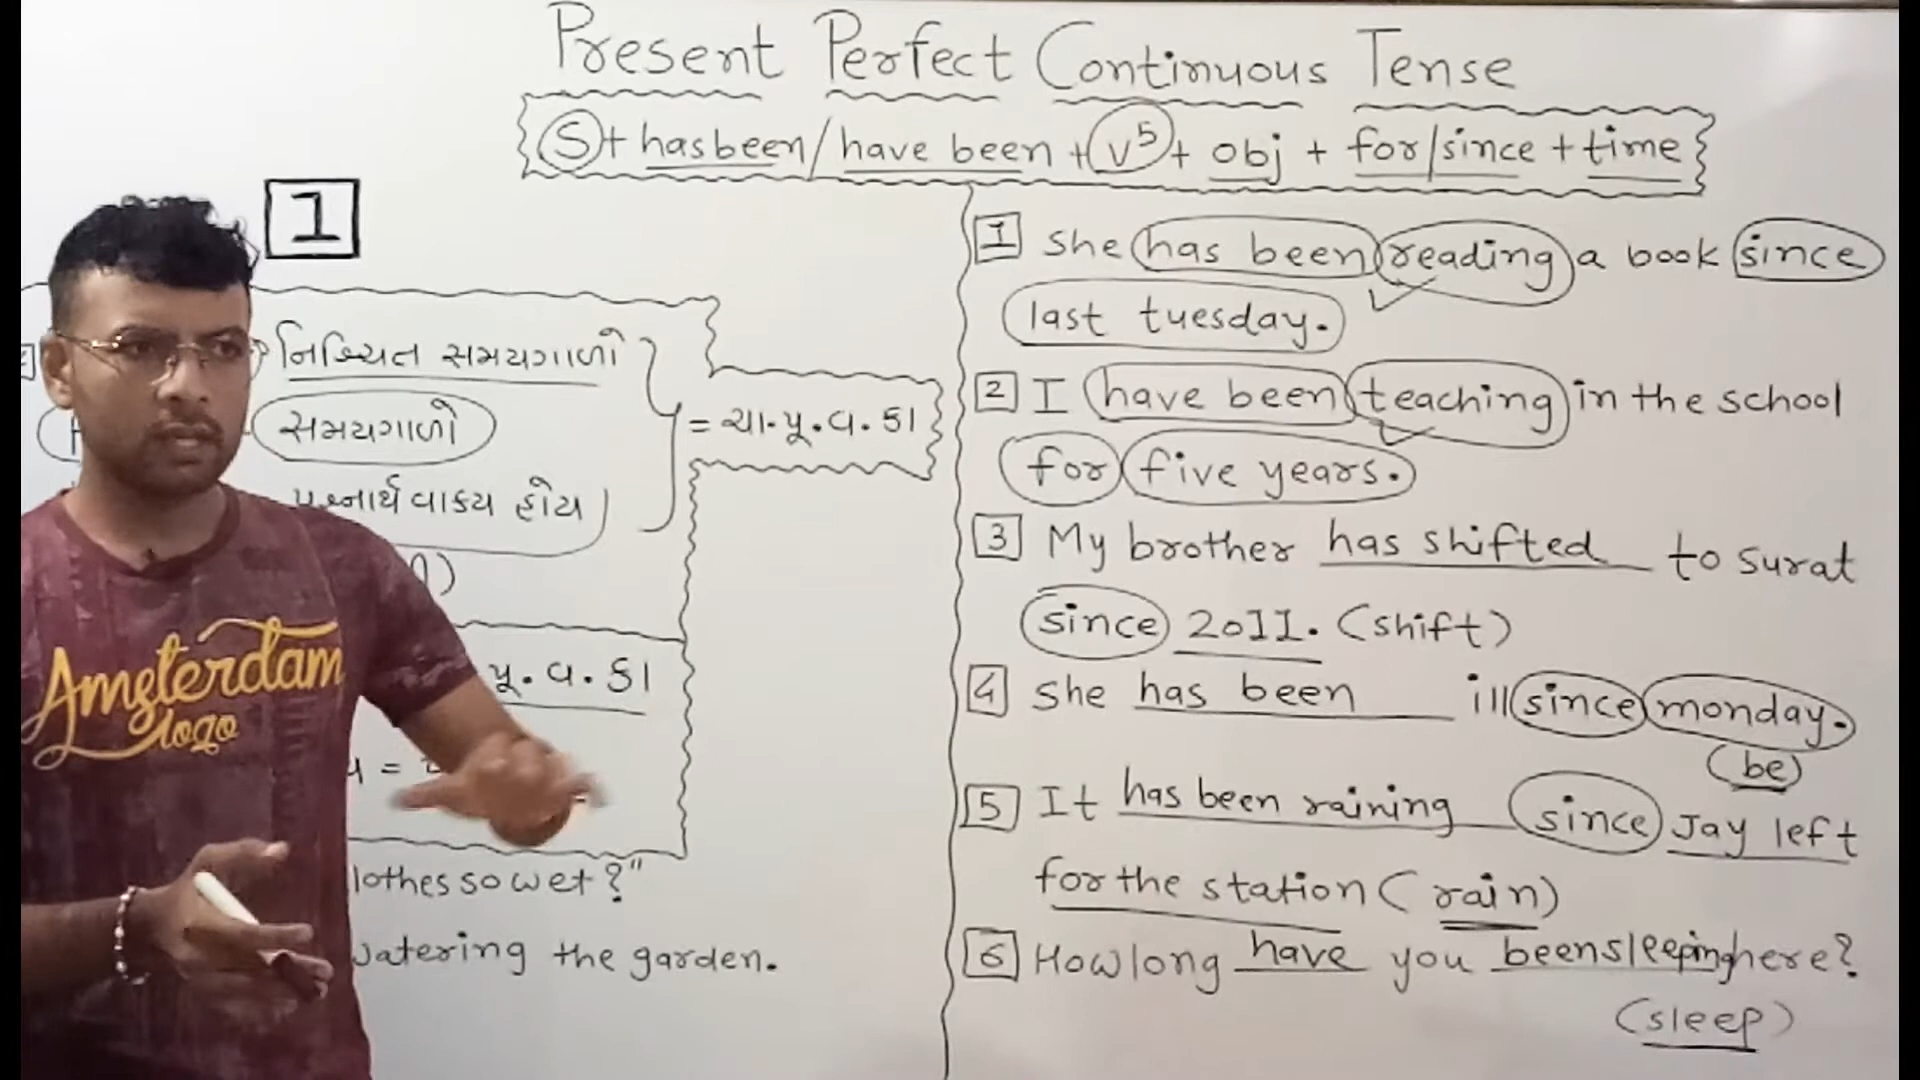 Present Perfect Continuous Tense
S + has been / have been + V5 + obj + for/since + time
1
નિશ્ચિત સમયગાળો
સમયગાળો
= ચા.પૂ.વ.કા
પ્રશ્નાર્થ વાકય હોય
પૂ.વ.કા
lothes so wet ?"
watering the garden.
Amsterdam
logo
1 She has been reading a book since
last tuesday.
2 I have been teaching in the school
for five years.
3 My brother has shifted to surat
since 2011. (shift)
4 She has been ill since monday.
(be)
5 It has been raining since Jay left
for the station ( rain)
6 How long have you been sleeping here?
(sleep)